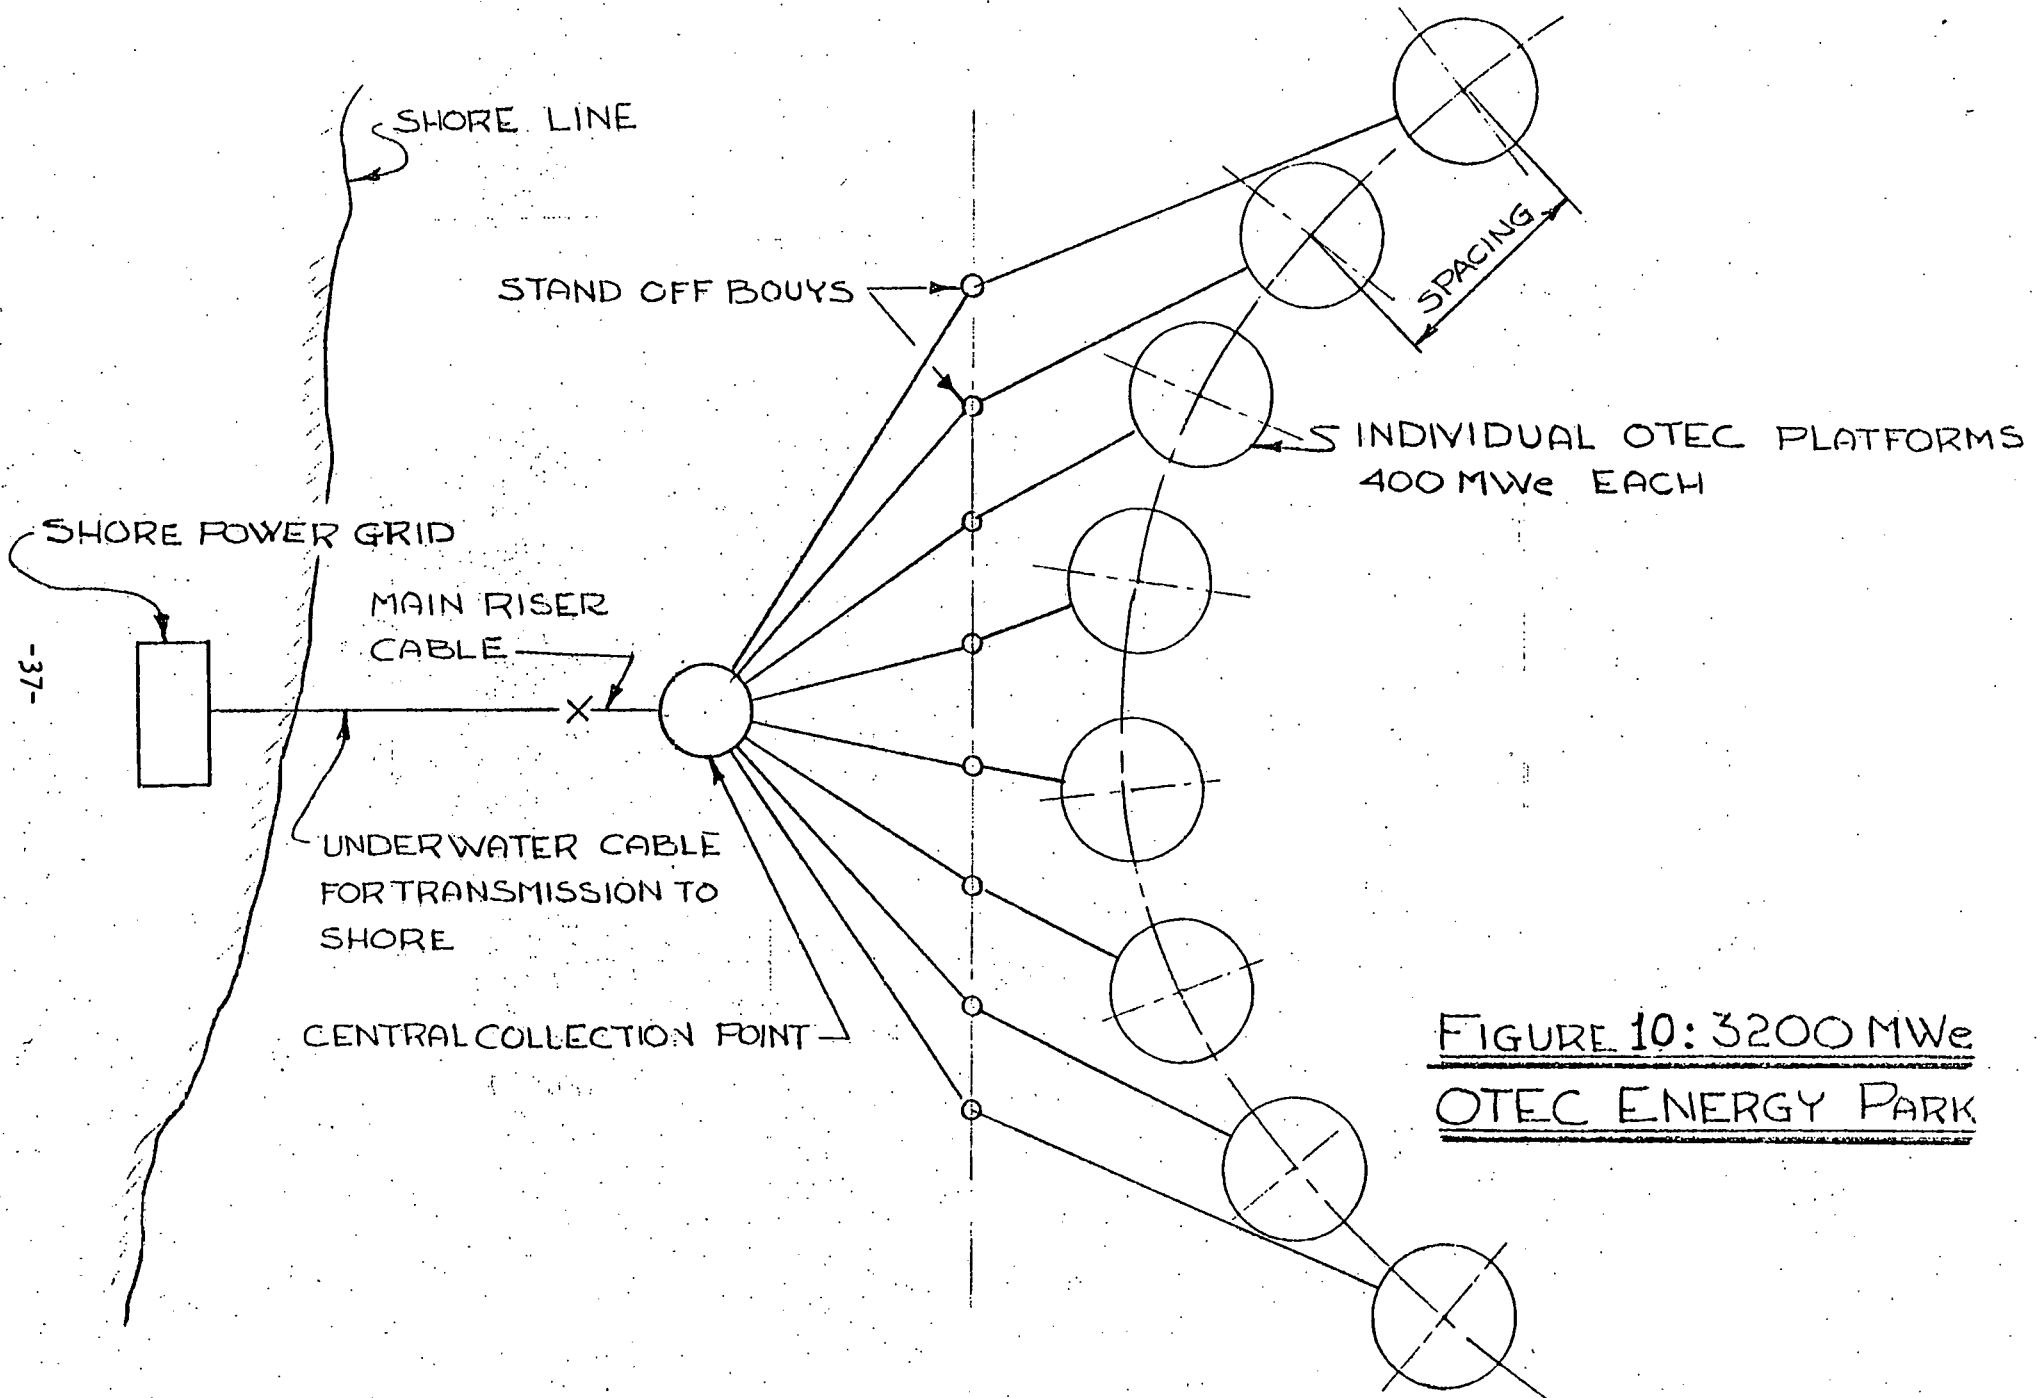 SHORE LINE
STAND OFF BOUYS
SPACING
INDIVIDUAL OTEC PLATFORMS
400 MWe EACH
SHORE POWER GRID
MAIN RISER
CABLE
-37-
UNDERWATER CABLE
FOR TRANSMISSION TO
SHORE
CENTRAL COLLECTION POINT
FIGURE 10: 3200 MWe
OTEC ENERGY PARK